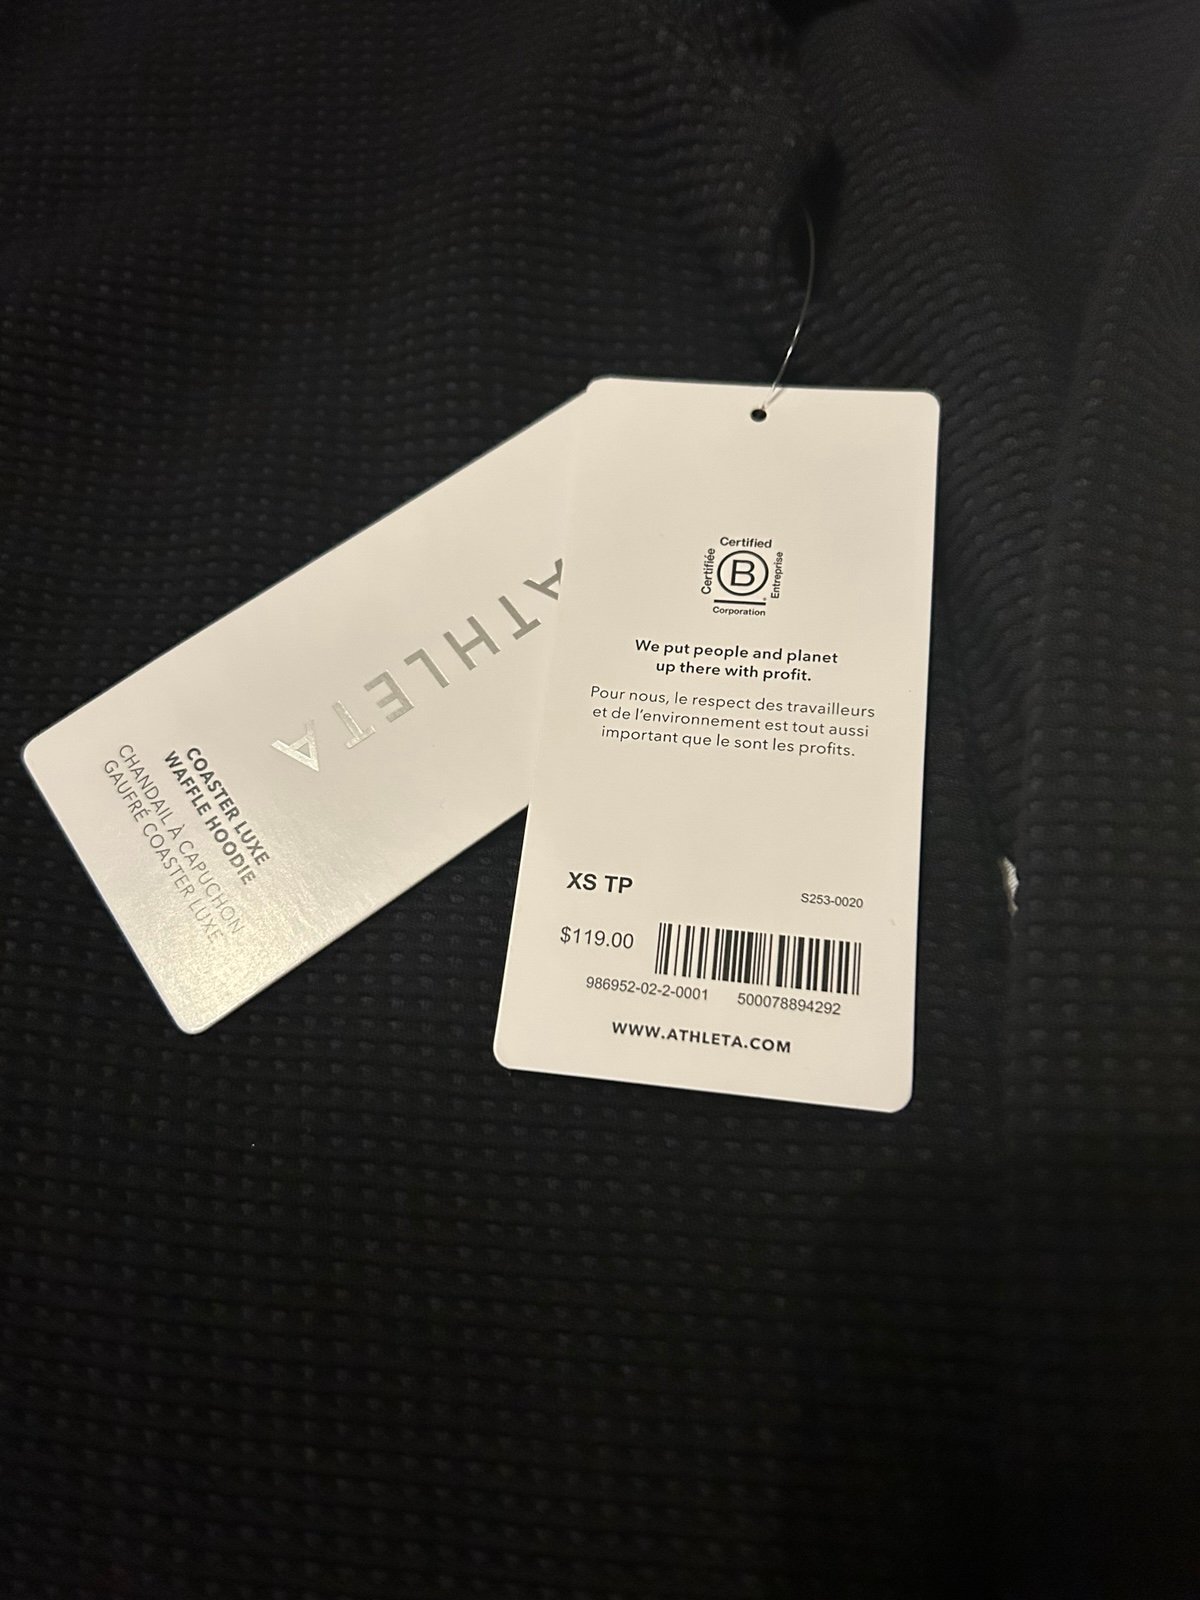 ATHLETA
COASTER LUXE
WAFFLE HOODIE
CHANDAIL À CAPUCHON
GAUFRÉ COASTER LUXE
Certified
Certifiée
B
Entreprise
Corporation
We put people and planet
up there with profit.
Pour nous, le respect des travailleurs
et de l'environnement est tout aussi
important que le sont les profits.
XS TP
S253-0020
$119.00
986952-02-2-0001 500078894292
WWW.ATHLETA.COM